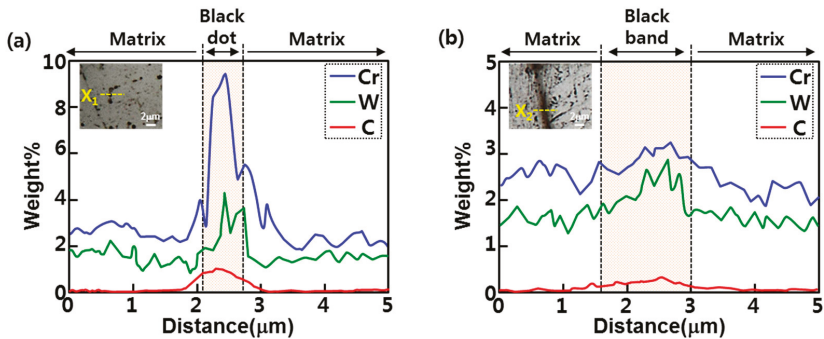 (a)
Matrix
Black
dot
Matrix
10
8
6
4
2
0
Weight%
X1
2μm
Cr
W
C
0
1
2
3
4
5
Distance(μm)
(b)
Matrix
Black
band
Matrix
5
4
3
2
1
0
Weight%
X2
2μm
Cr
W
C
0
1
2
3
4
5
Distance(μm)